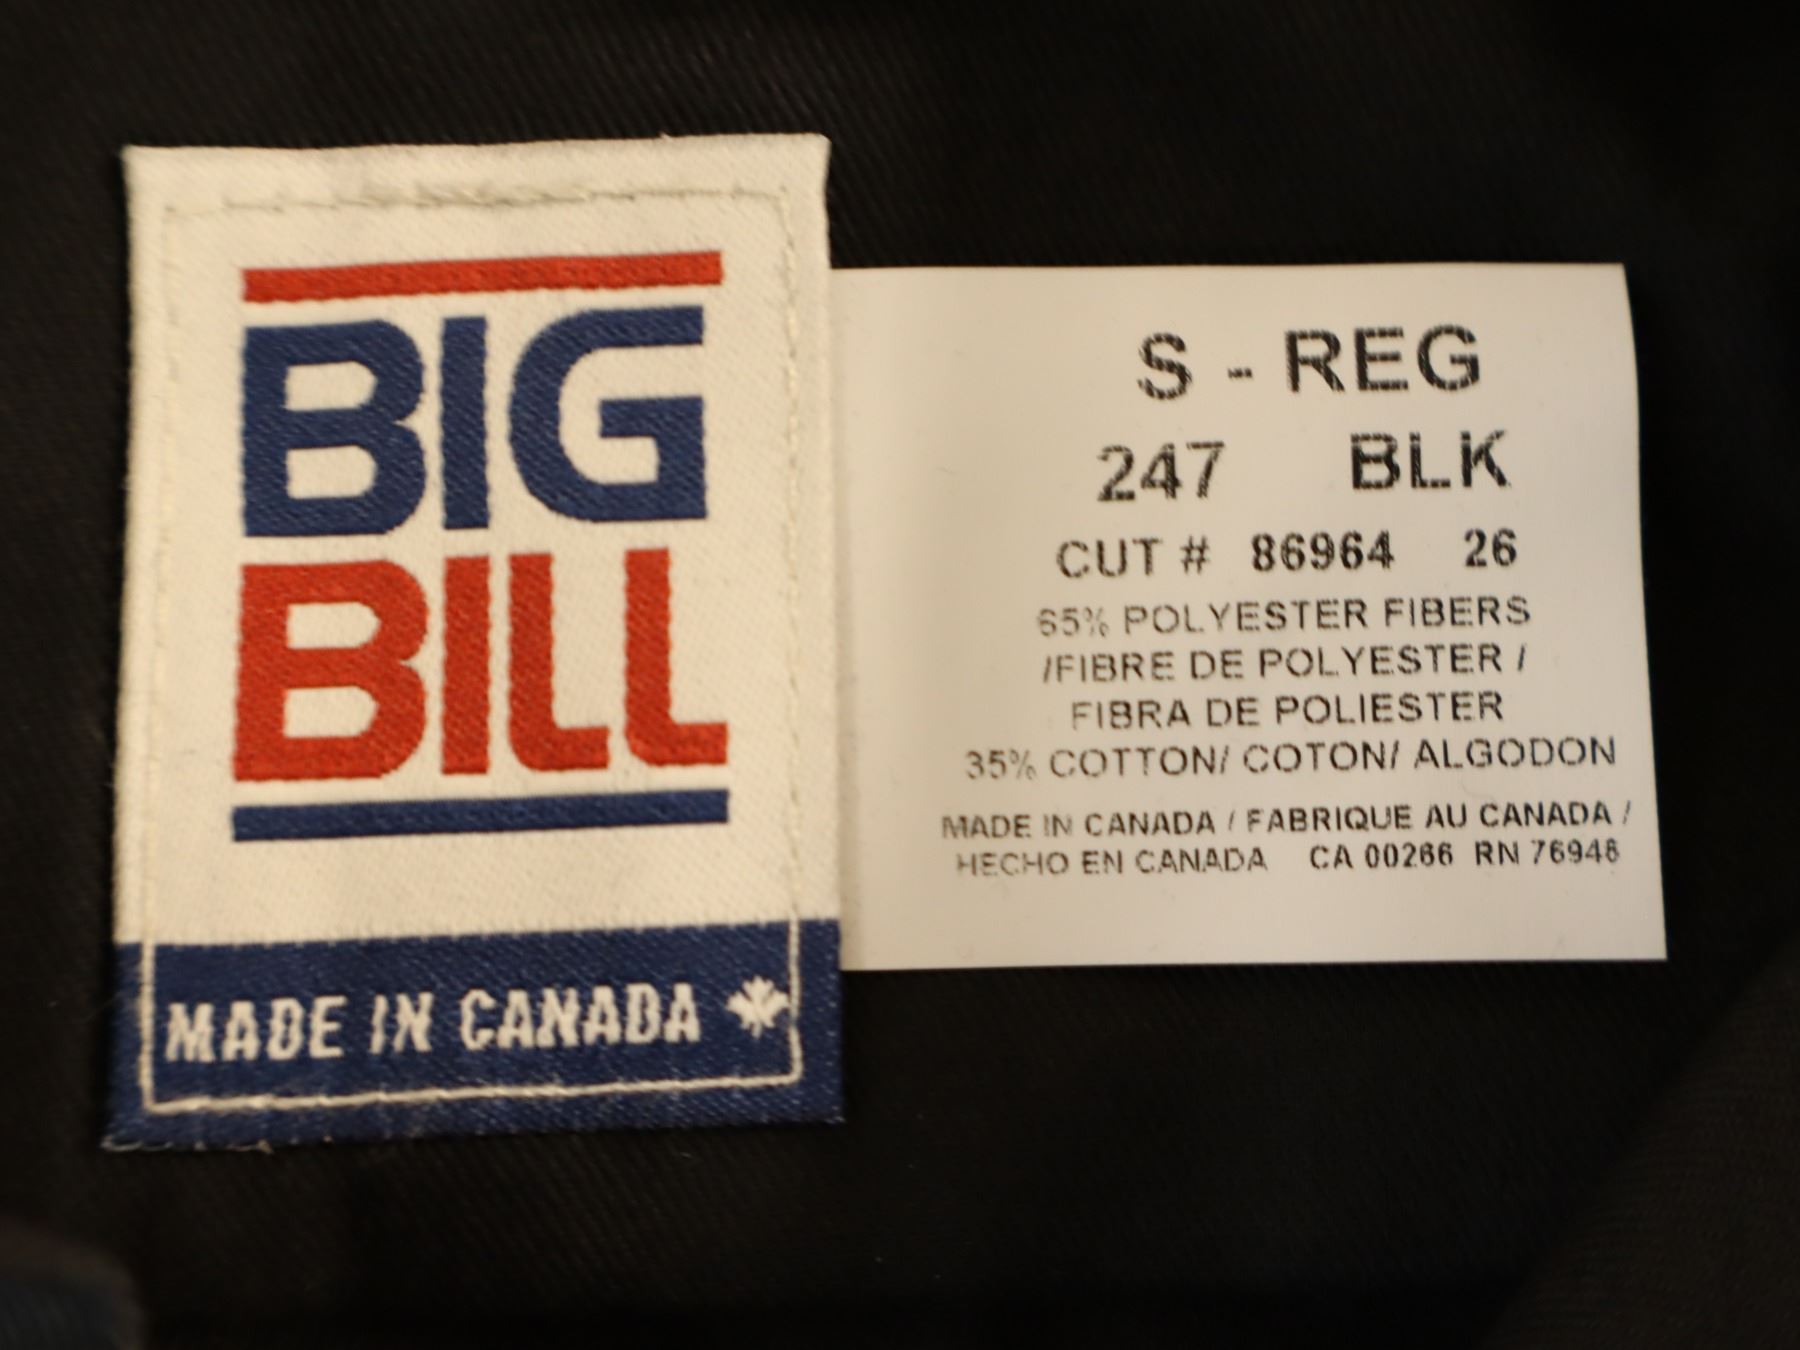 BIG
BILL
MADE IN CANADA
S - REG
247 BLK
CUT # 86964 26
65% POLYESTER FIBERS
/FIBRE DE POLYESTER /
FIBRA DE POLIESTER
35% COTTON/ COTON/ ALGODON
MADE IN CANADA / FABRIQUE AU CANADA /
HECHO EN CANADA CA 00266 RN 76946